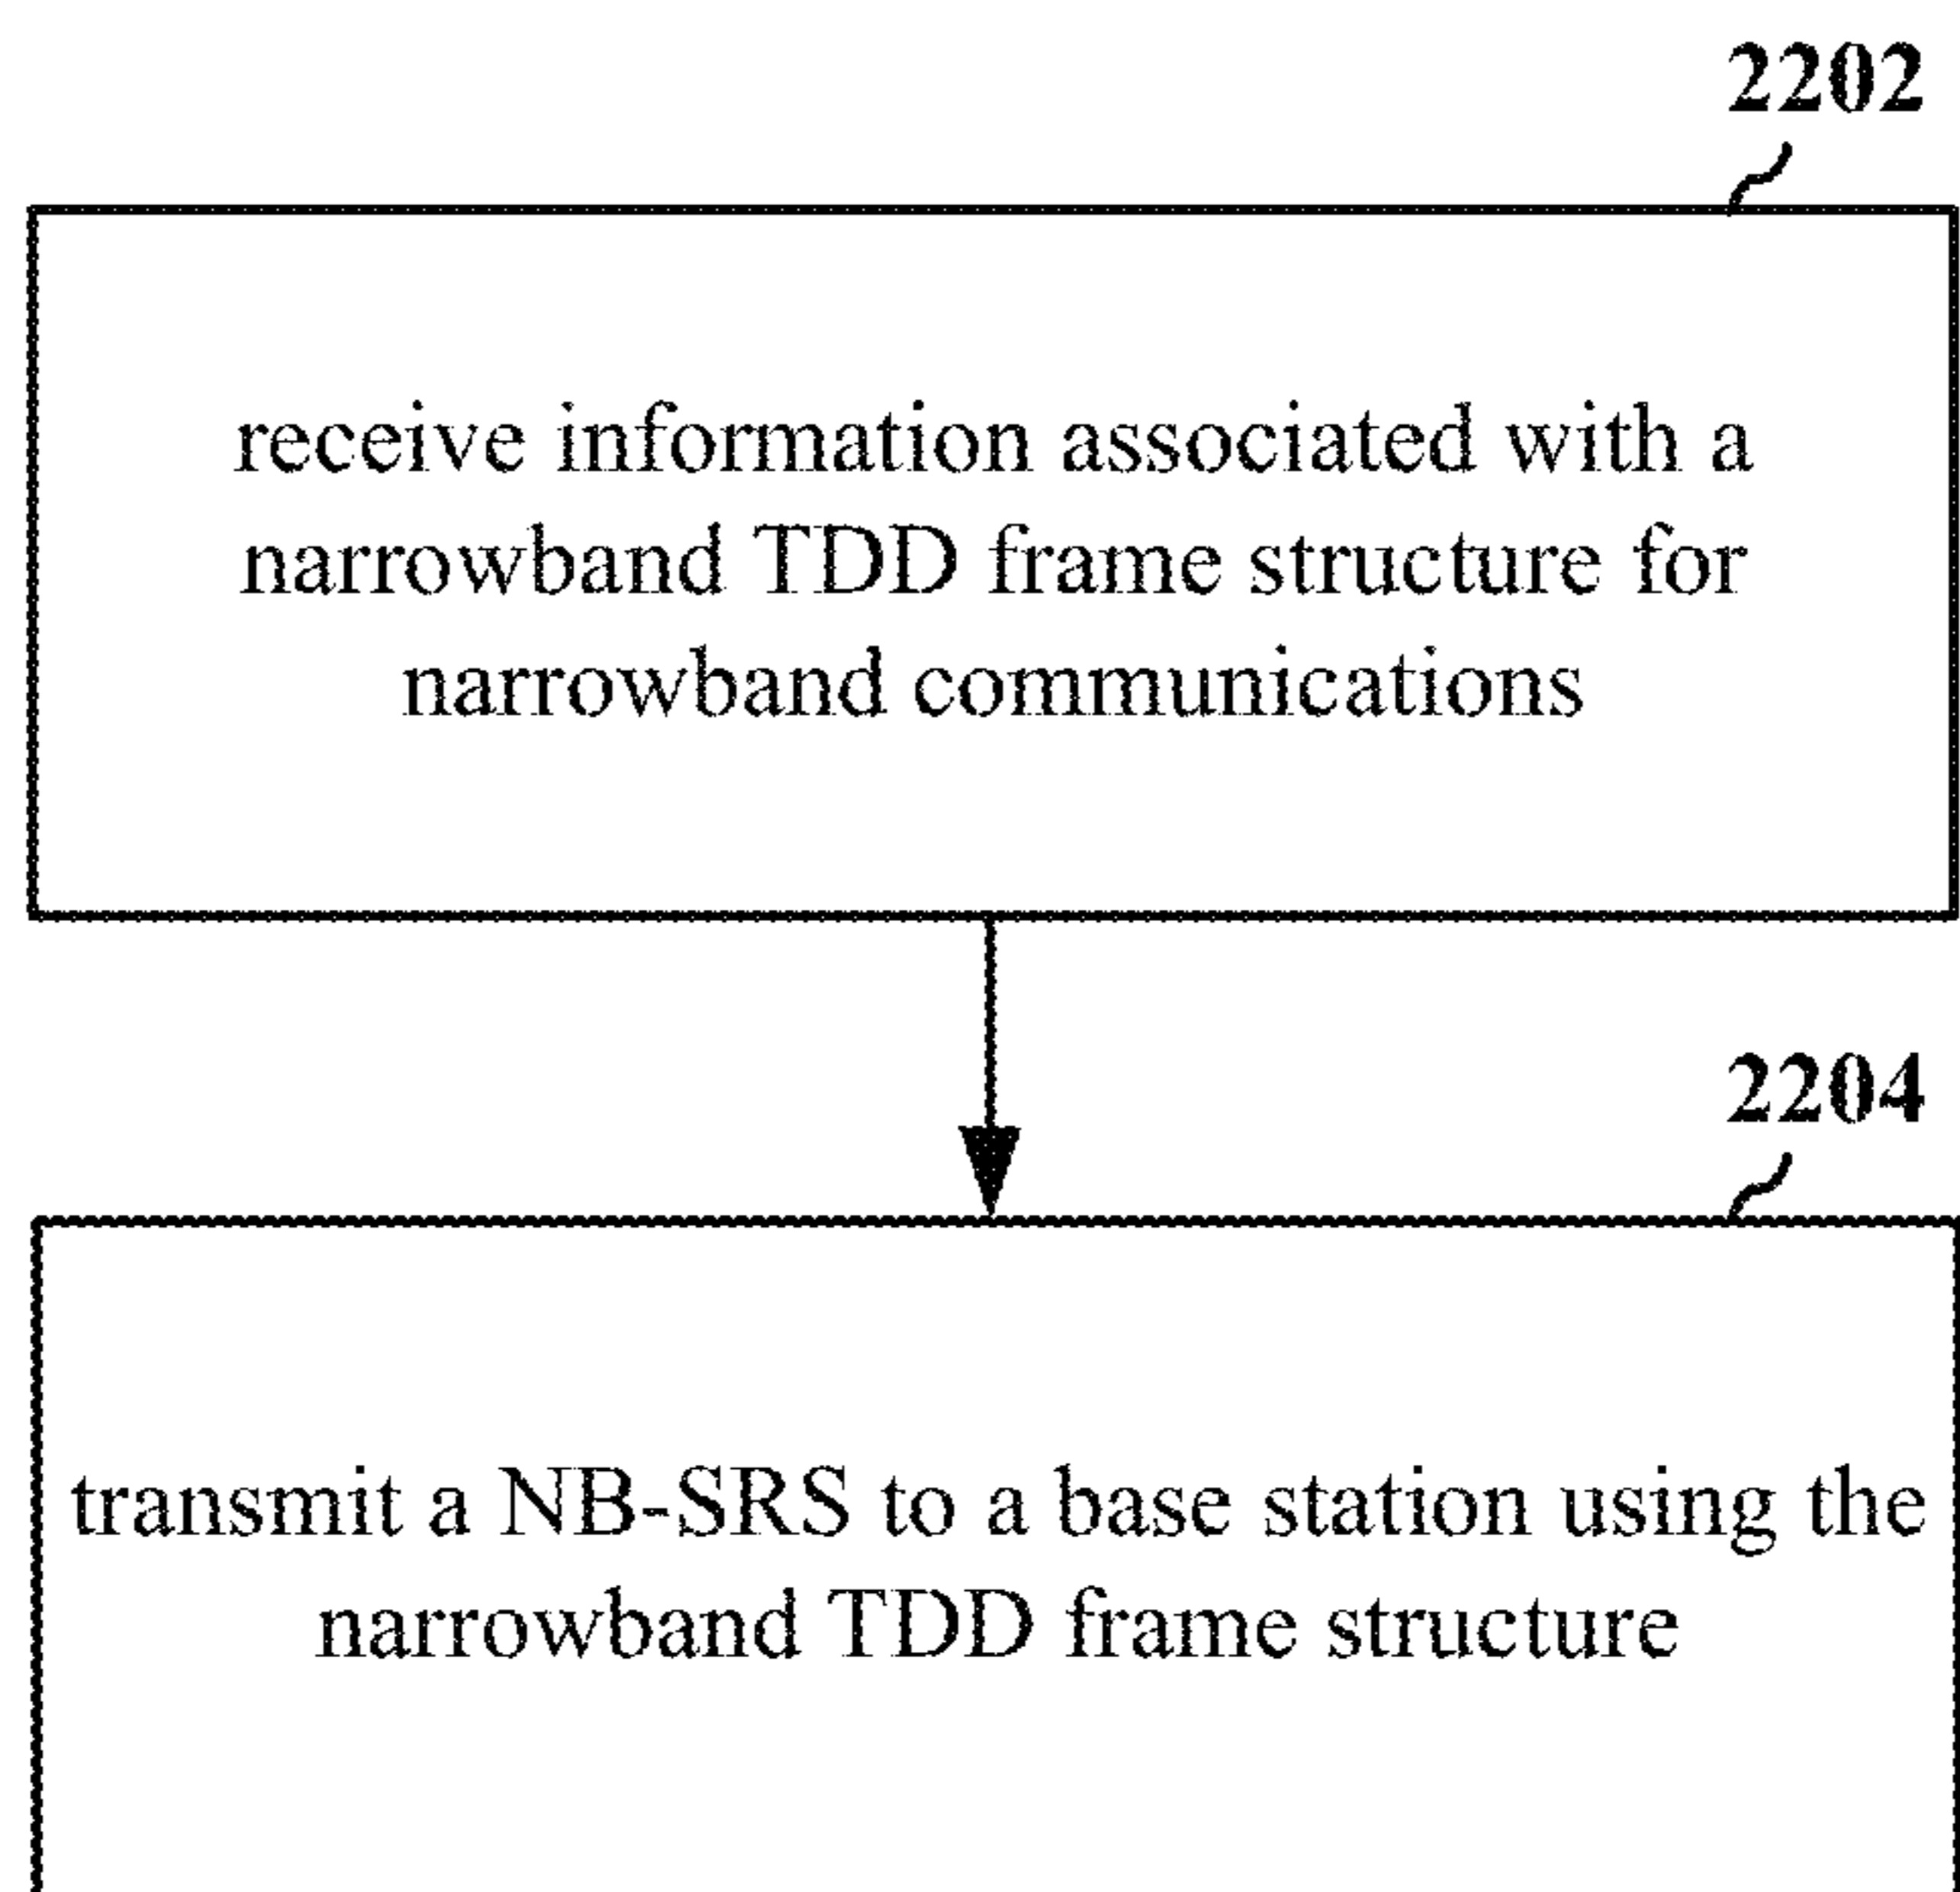 2202
receive information associated with a
narrowband TDD frame structure for
narrowband communications
2204
transmit a NB-SRS to a base station using the
narrowband TDD frame structure